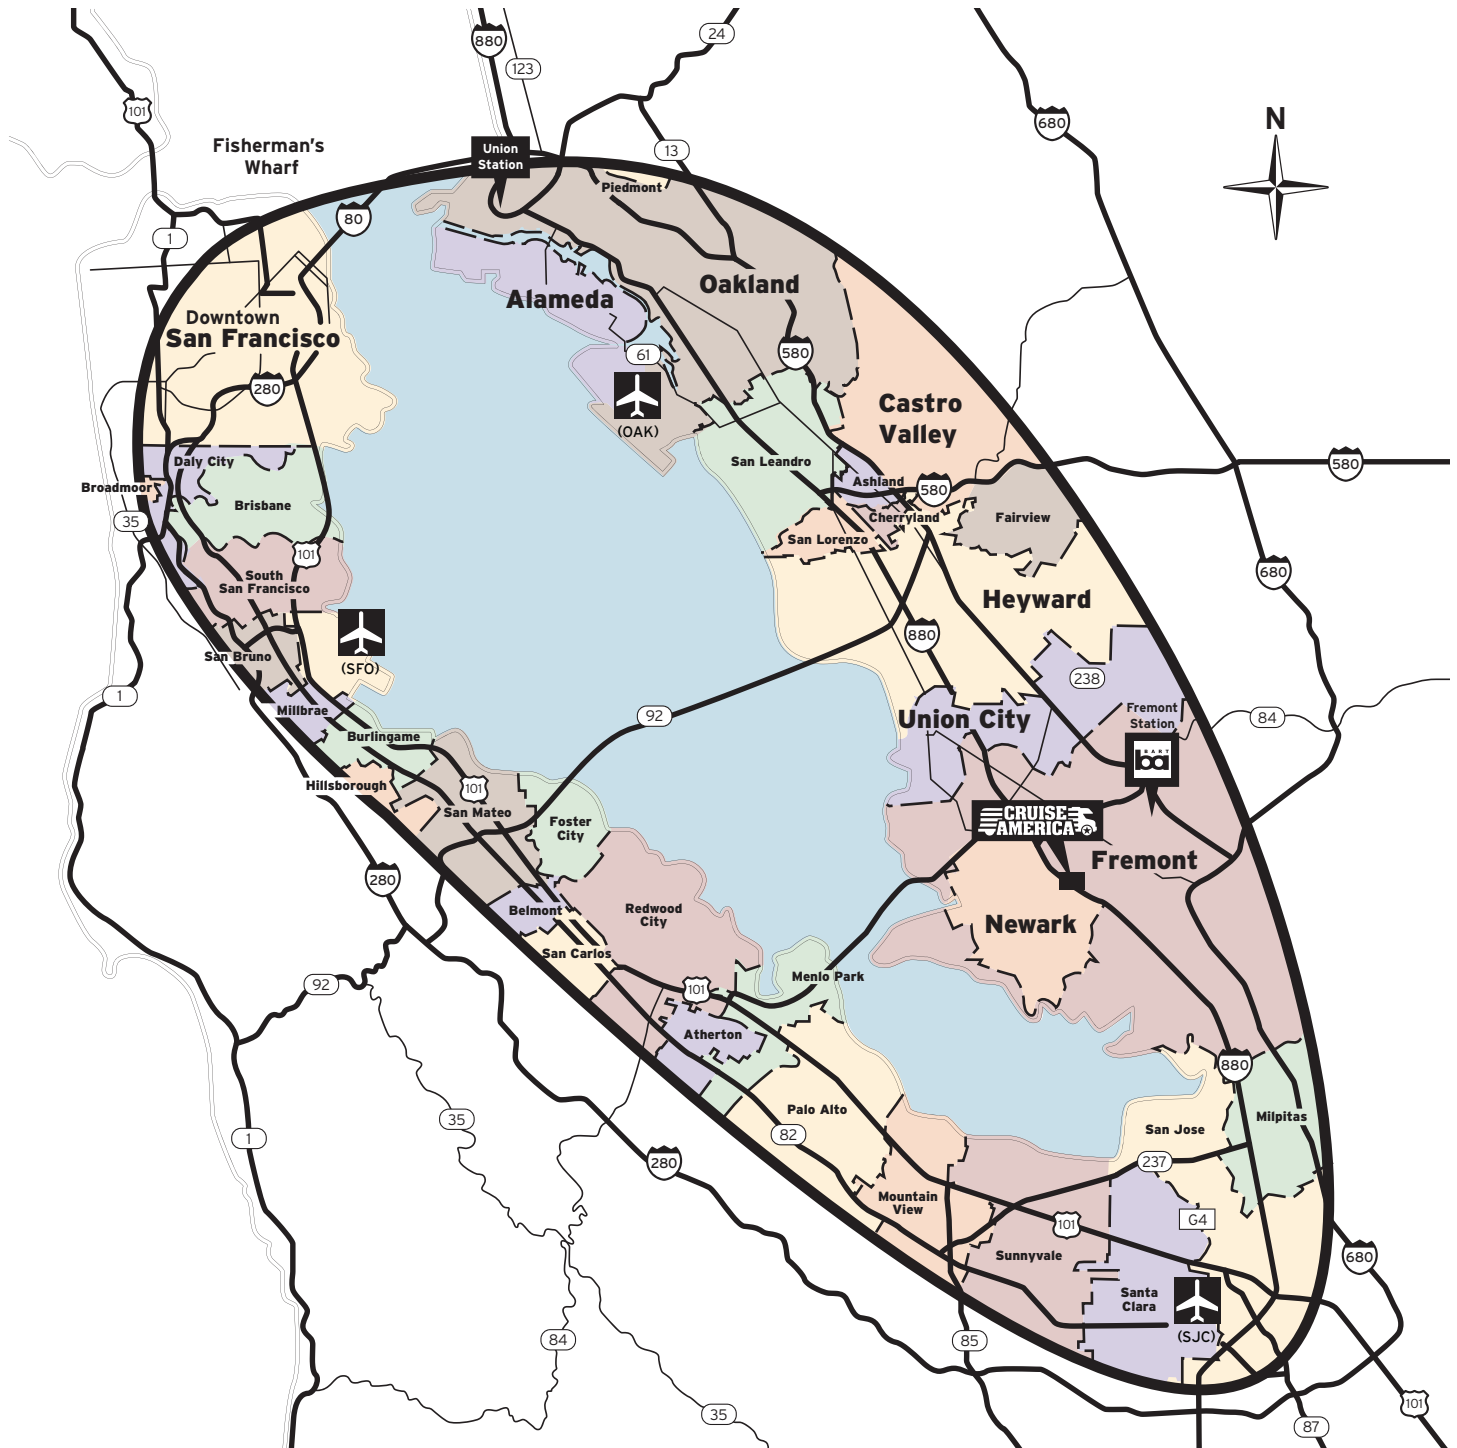 24
880
123
101
680
N
Fisherman's
Wharf
Union
Station
13
Piedmont
80
1
Oakland
Alameda
Downtown
San Francisco
61
580
280
(OAK)
Castro
Valley
Daly City
San Leandro
580
Broadmoor
Ashland
580
Brisbane
35
Cherryland
Fairview
San Lorenzo
101
South
San Francisco
680
Heyward
880
San Bruno
(SFO)
238
1
Millbrae
92
Union City
Fremont
Station
84
Burlingame
BART
ba
Hillsborough
101
San Mateo
Foster
City
CRUISE
AMERICA
Fremont
280
Belmont
Redwood
City
Newark
San Carlos
92
101
Menlo Park
Atherton
880
35
Palo Alto
Milpitas
82
San Jose
1
280
237
Mountain
View
101
G4
Sunnyvale
680
Santa
Clara
84
85
(SJC)
35
101
87